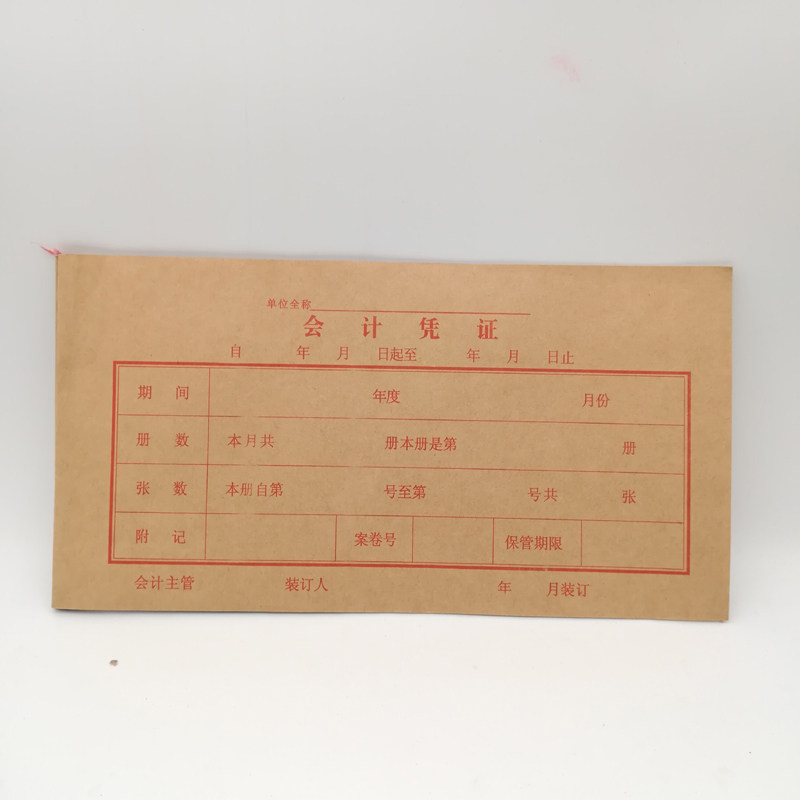 单位全称
会计凭证
自 年 月 日起至 年 月 日止
期间 年度 月份
册数 本月共 册本册是第 册
张数 本册自第 号至第 号共 张
附记 案卷号 保管期限
会计主管 装订人 年 月装订